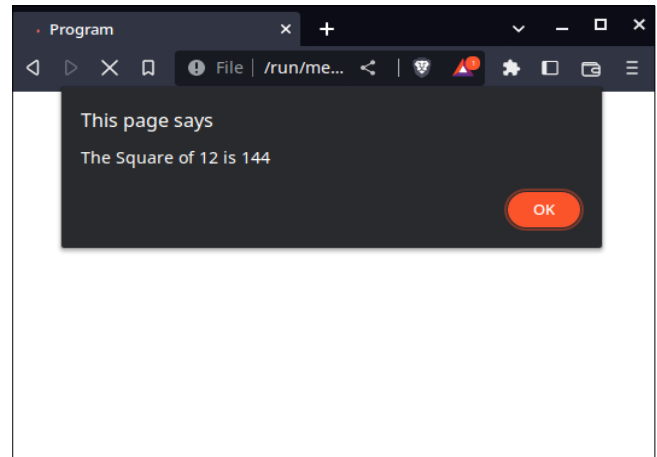 Program
File /run/me...
This page says
The Square of 12 is 144
OK